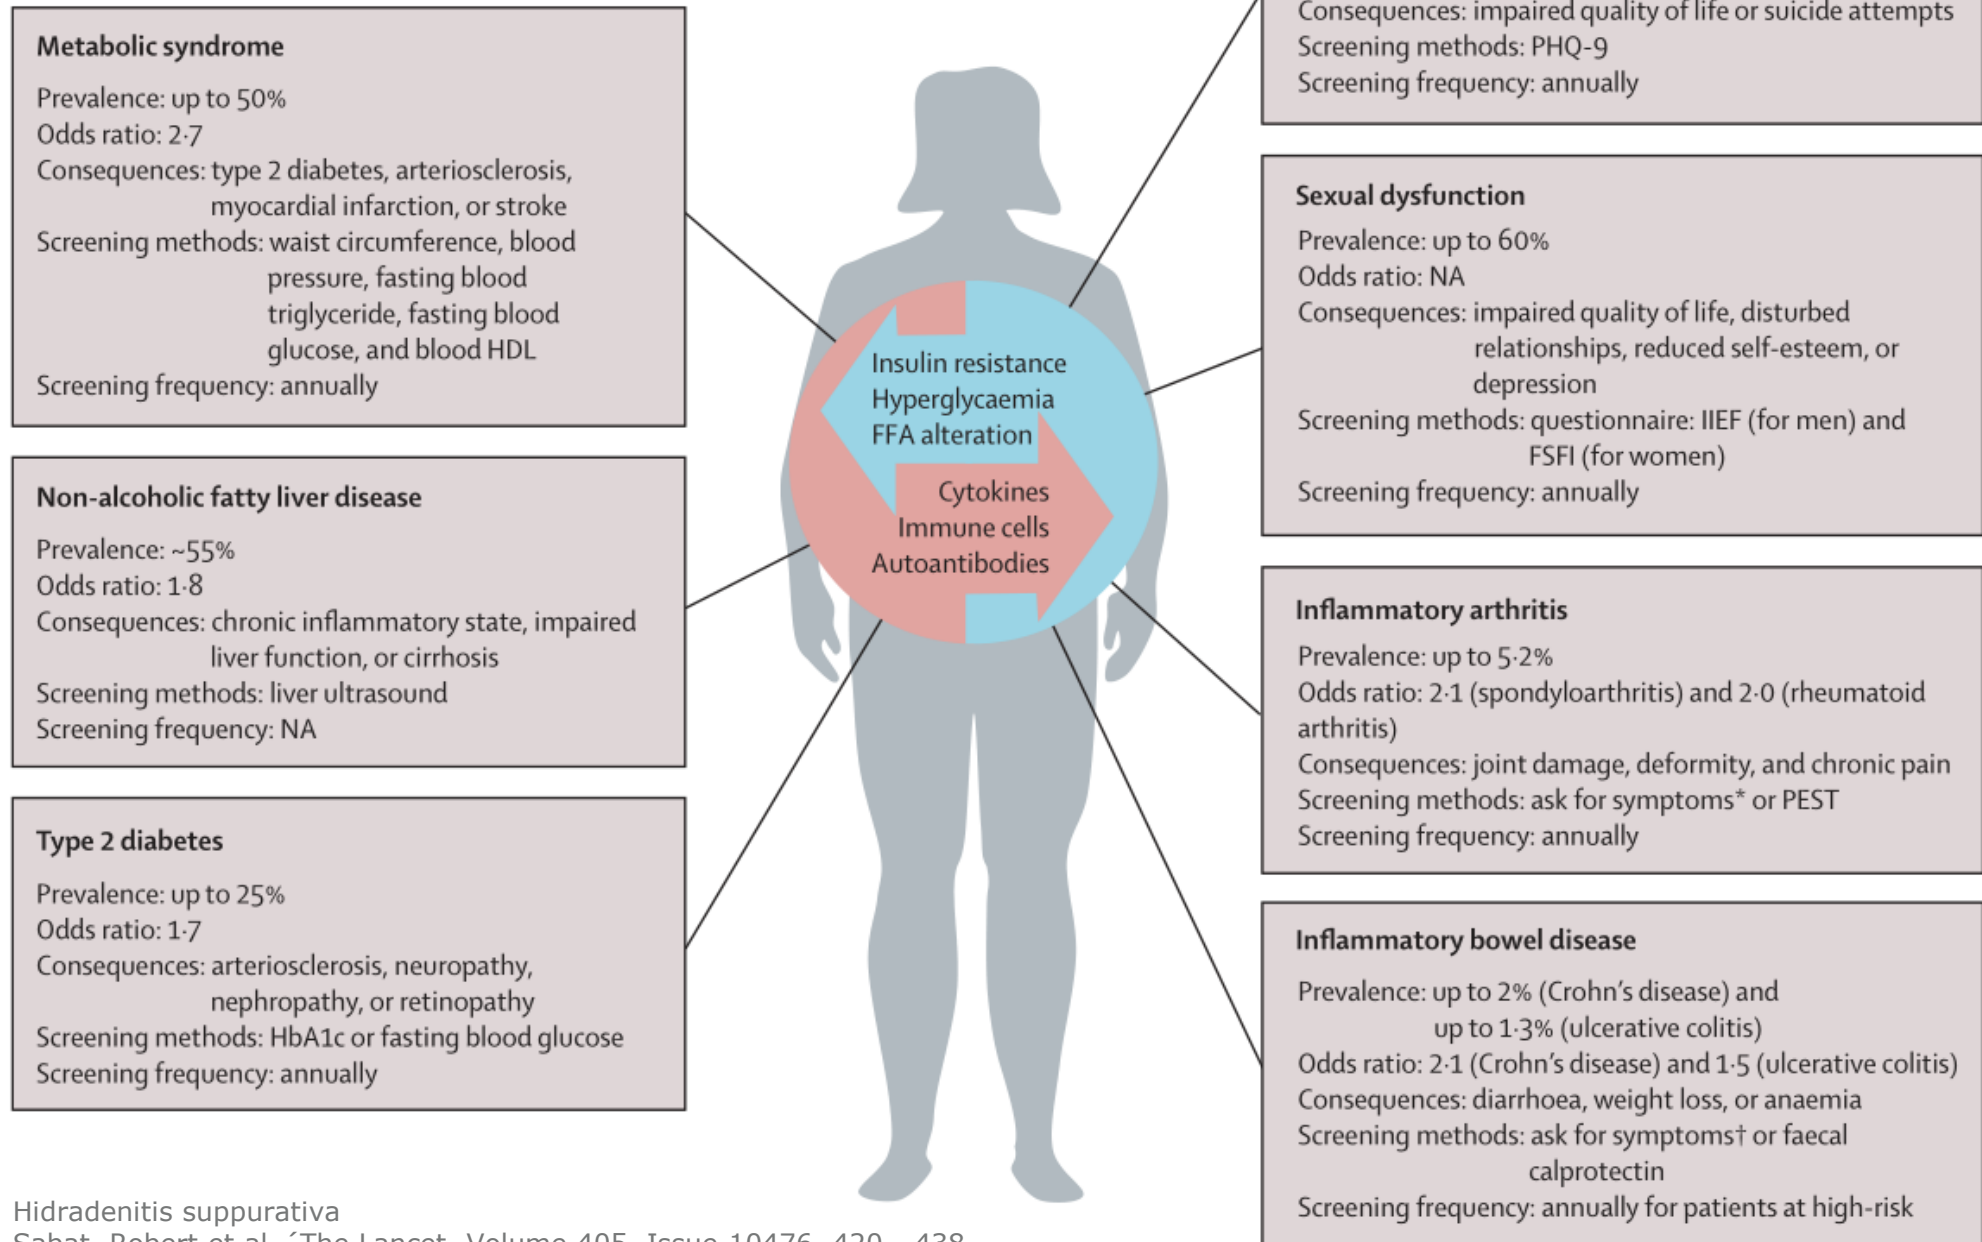 Metabolic syndrome
Prevalence: up to 50%
Odds ratio: 2·7
Consequences: type 2 diabetes, arteriosclerosis,
myocardial infarction, or stroke
Screening methods: waist circumference, blood
pressure, fasting blood
triglyceride, fasting blood
glucose, and blood HDL
Screening frequency: annually
Non-alcoholic fatty liver disease
Prevalence: ~55%
Odds ratio: 1·8
Consequences: chronic inflammatory state, impaired
liver function, or cirrhosis
Screening methods: liver ultrasound
Screening frequency: NA
Type 2 diabetes
Prevalence: up to 25%
Odds ratio: 1·7
Consequences: arteriosclerosis, neuropathy,
nephropathy, or retinopathy
Screening methods: HbA1c or fasting blood glucose
Screening frequency: annually
Insulin resistance
Hyperglycaemia
FFA alteration
Cytokines
Immune cells
Autoantibodies
Consequences: impaired quality of life or suicide attempts
Screening methods: PHQ-9
Screening frequency: annually
Sexual dysfunction
Prevalence: up to 60%
Odds ratio: NA
Consequences: impaired quality of life, disturbed
relationships, reduced self-esteem, or
depression
Screening methods: questionnaire: IIEF (for men) and
FSFI (for women)
Screening frequency: annually
Inflammatory arthritis
Prevalence: up to 5·2%
Odds ratio: 2·1 (spondyloarthritis) and 2·0 (rheumatoid
arthritis)
Consequences: joint damage, deformity, and chronic pain
Screening methods: ask for symptoms* or PEST
Screening frequency: annually
Inflammatory bowel disease
Prevalence: up to 2% (Crohn's disease) and
up to 1·3% (ulcerative colitis)
Odds ratio: 2·1 (Crohn's disease) and 1·5 (ulcerative colitis)
Consequences: diarrhoea, weight loss, or anaemia
Screening methods: ask for symptoms† or faecal
calprotectin
Screening frequency: annually for patients at high-risk
Hidradenitis suppurativa
Sabat, Robert et al. ´The Lancet, Volume 405, Issue 10476, 420 - 438